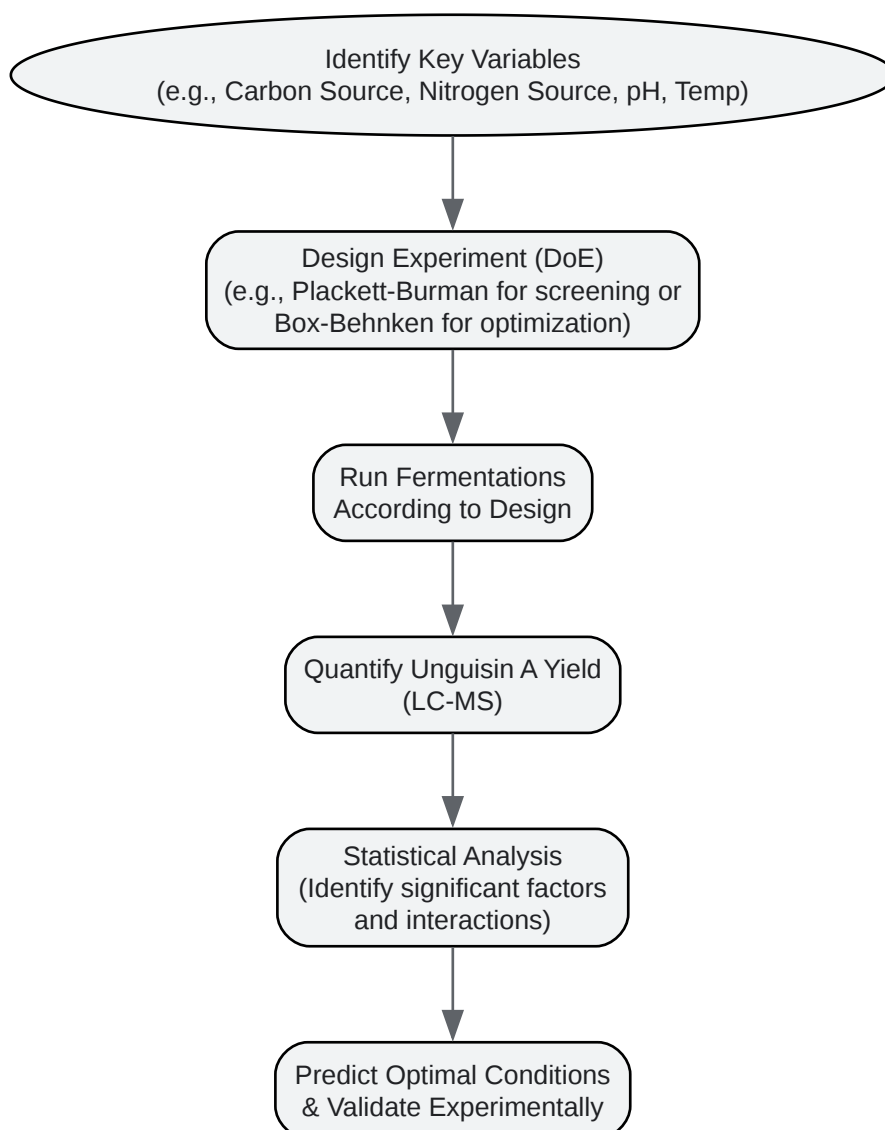 Identify Key Variables
(e.g., Carbon Source, Nitrogen Source, pH, Temp)
Design Experiment (DoE)
(e.g., Plackett-Burman for screening or
Box-Behnken for optimization)
Run Fermentations
According to Design
Quantify Unguisin A Yield
(LC-MS)
Statistical Analysis
(Identify significant factors
and interactions)
Predict Optimal Conditions
& Validate Experimentally